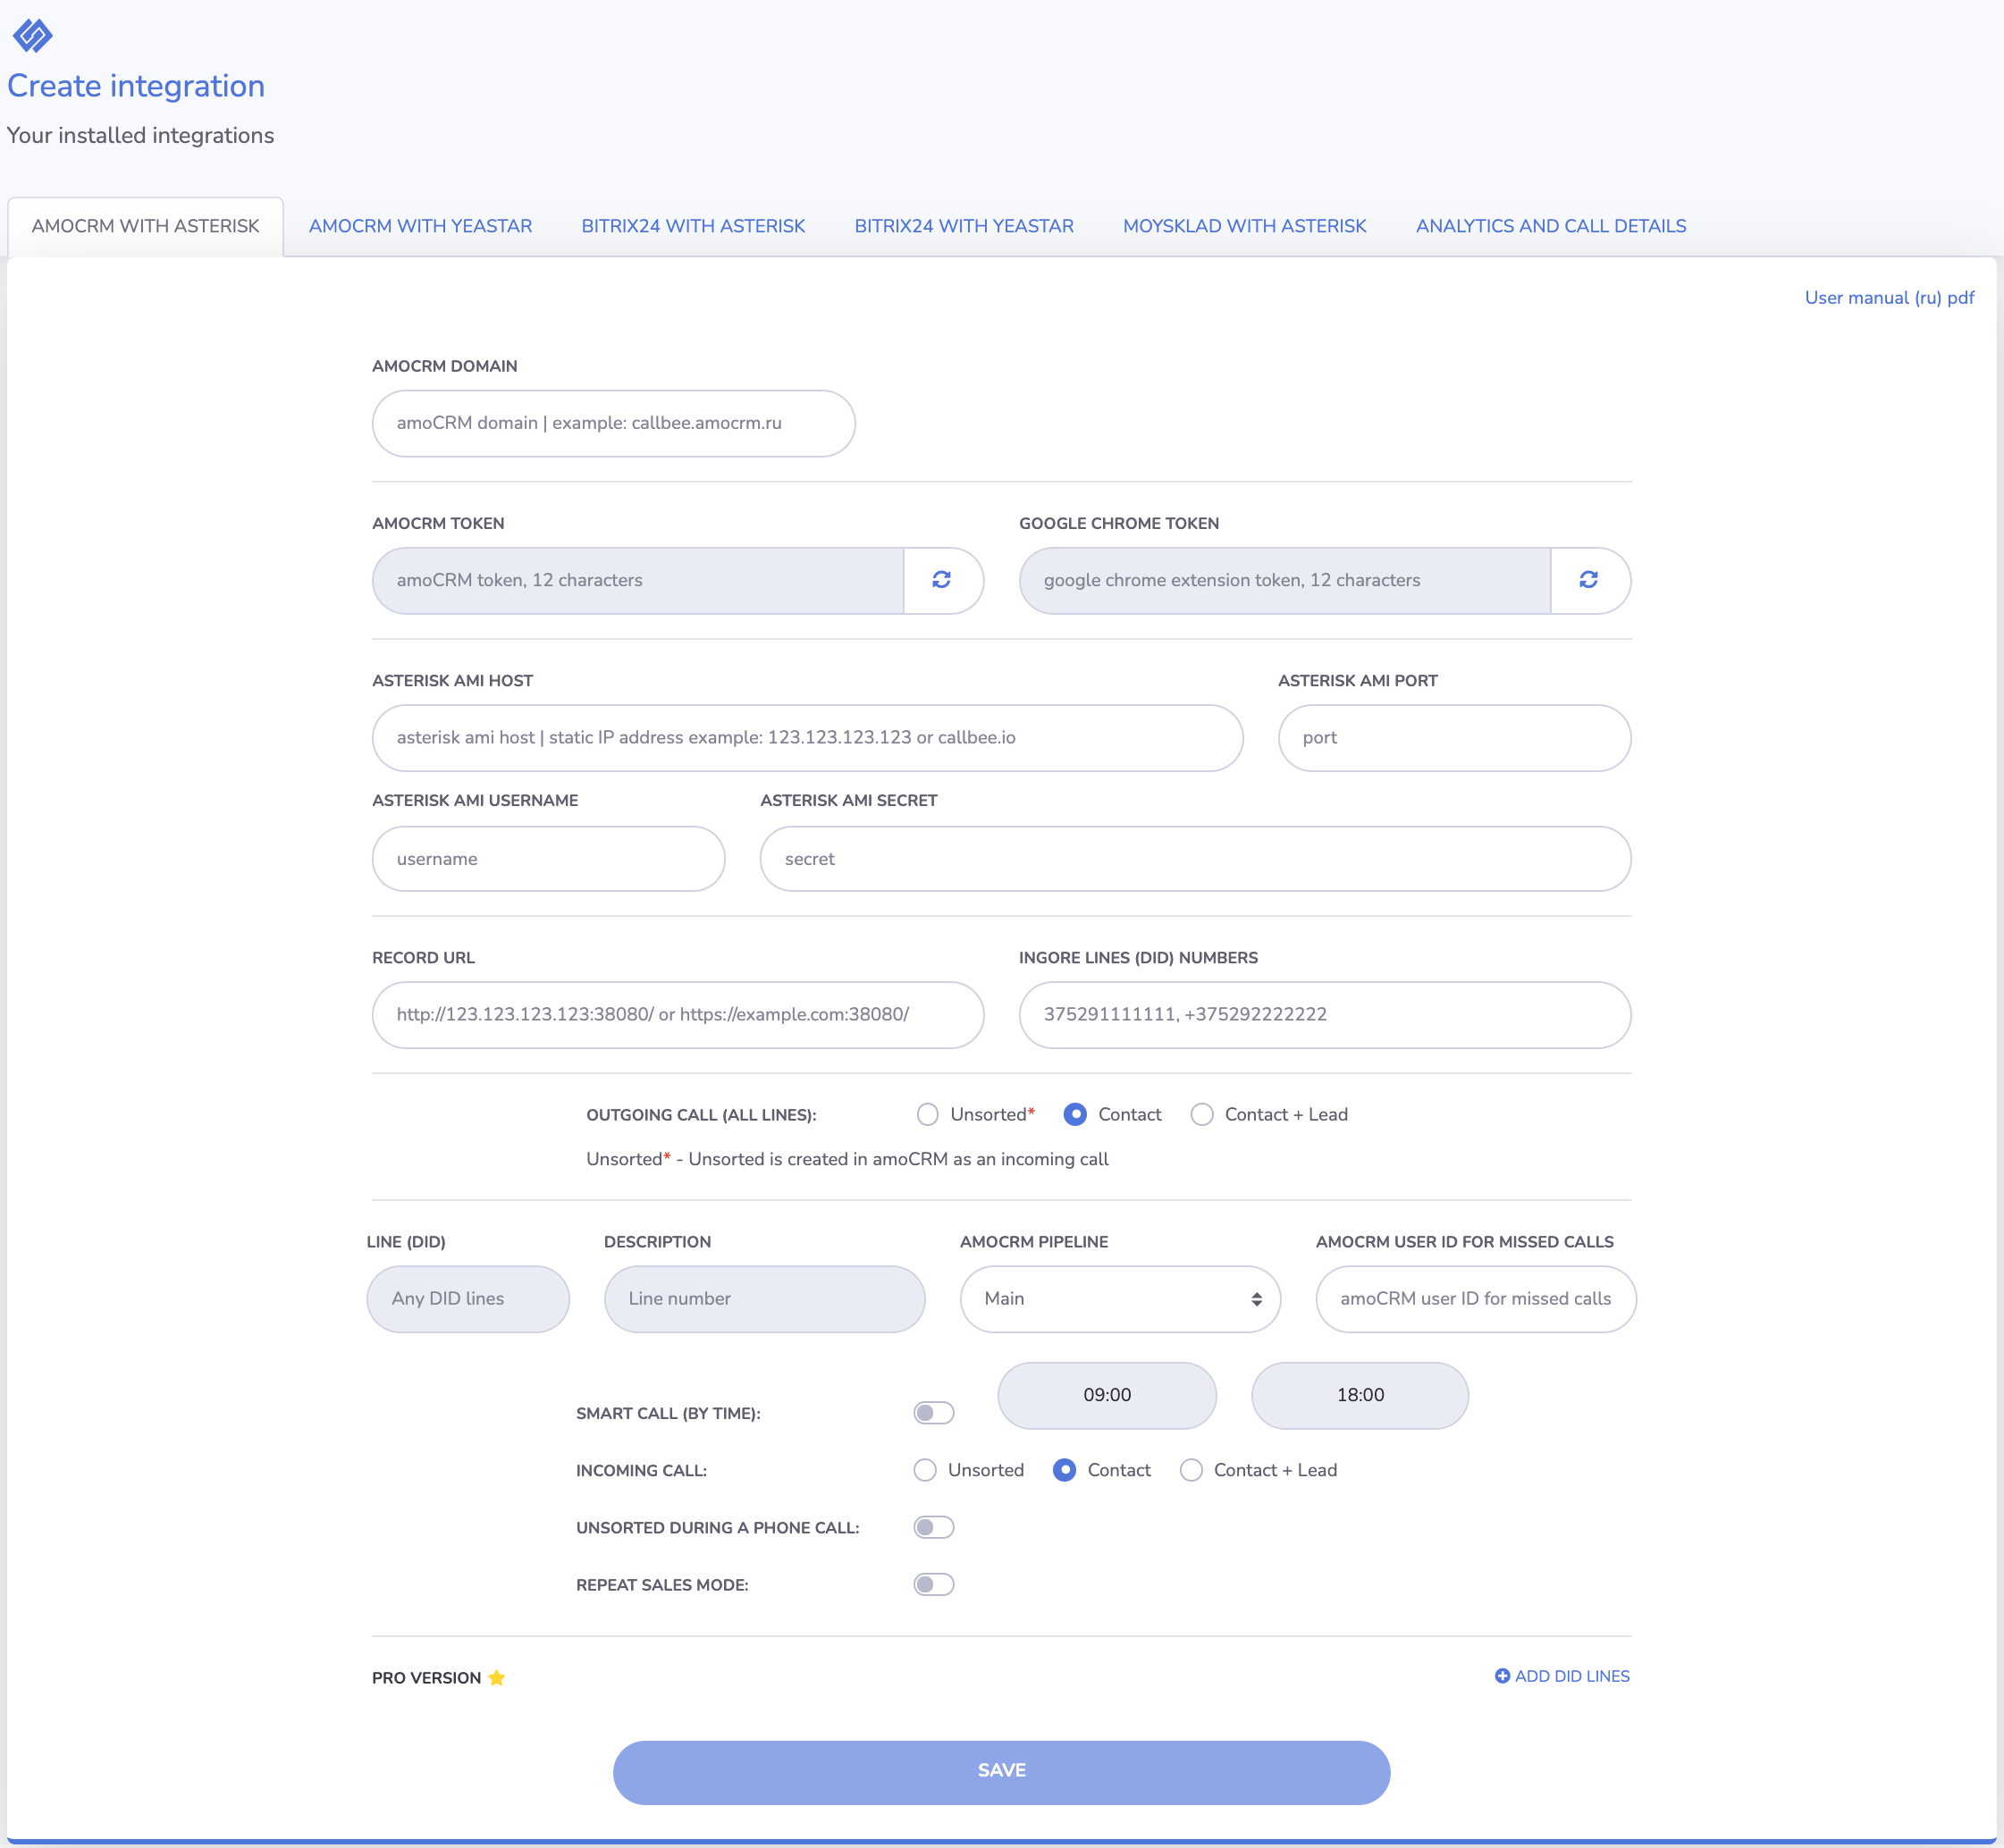 Create integration
Your installed integrations
AMOCRM WITH ASTERISK AMOCRM WITH YEASTAR BITRIX24 WITH ASTERISK BITRIX24 WITH YEASTAR MOYSKLAD WITH ASTERISK ANALYTICS AND CALL DETAILS
User manual (ru) pdf
AMOCRM DOMAIN
amoCRM domain | example: callbee.amocrm.ru
AMOCRM TOKEN GOOGLE CHROME TOKEN
amoCRM token, 12 characters google chrome extension token, 12 characters
ASTERISK AMI HOST ASTERISK AMI PORT
asterisk ami host | static IP address example: 123.123.123.123 or callbee.io port
ASTERISK AMI USERNAME ASTERISK AMI SECRET
username secret
RECORD URL INGORE LINES (DID) NUMBERS
http://123.123.123.123:38080/ or https://example.com:38080/ 375291111111, +375292222222
OUTGOING CALL (ALL LINES): Unsorted* Contact Contact + Lead
Unsorted* - Unsorted is created in amoCRM as an incoming call
LINE (DID) DESCRIPTION AMOCRM PIPELINE AMOCRM USER ID FOR MISSED CALLS
Any DID lines Line number Main amoCRM user ID for missed calls
SMART CALL (BY TIME): 09:00 18:00
INCOMING CALL: Unsorted Contact Contact + Lead
UNSORTED DURING A PHONE CALL:
REPEAT SALES MODE:
PRO VERSION ADD DID LINES
SAVE